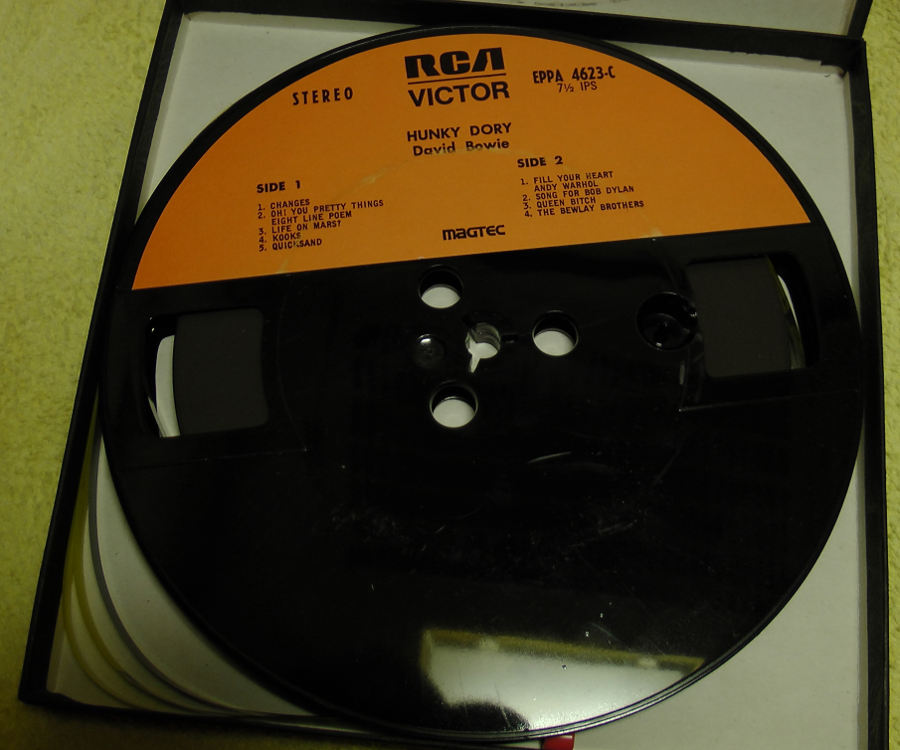 RCA
VICTOR
STEREO
EPPA 4623-C
7½ IPS
HUNKY DORY
David Bowie
SIDE 1
1. CHANGES
2. OH! YOU PRETTY THINGS
EIGHT LINE POEM
3. LIFE ON MARS?
4. KOOKS
5. QUICKSAND
SIDE 2
1. FILL YOUR HEART
ANDY WARHOL
2. SONG FOR BOB DYLAN
3. QUEEN BITCH
4. THE BEWLAY BROTHERS
MAGTEC